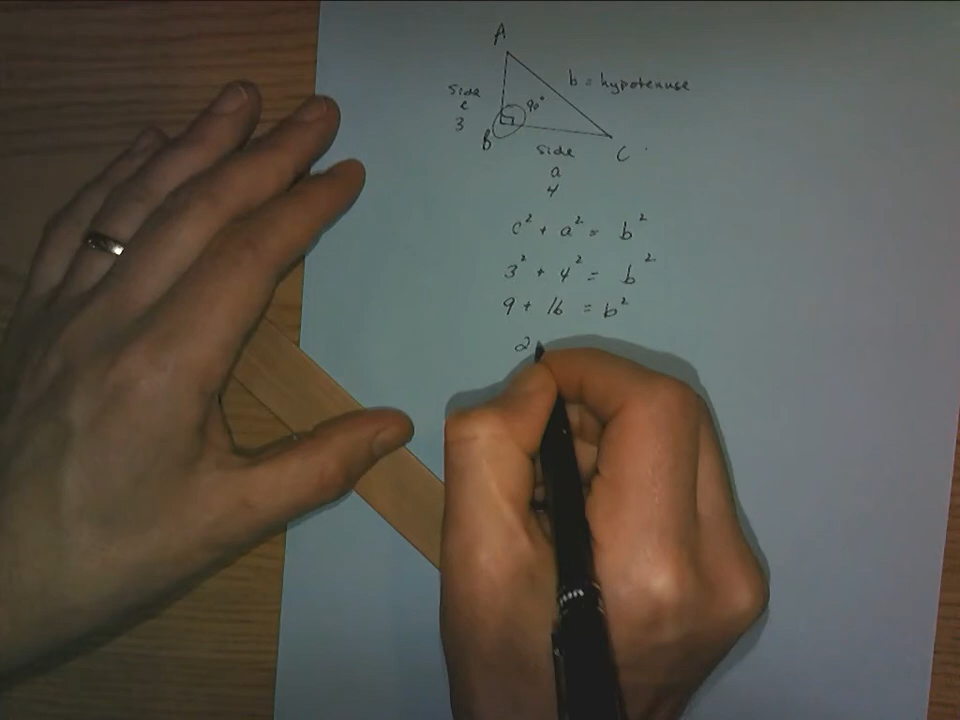 A
b = hypotenuse
side
c
3
90°
B
side
C
a
4
c² + a² = b²
3² + 4² = b²
9 + 16 = b²
2